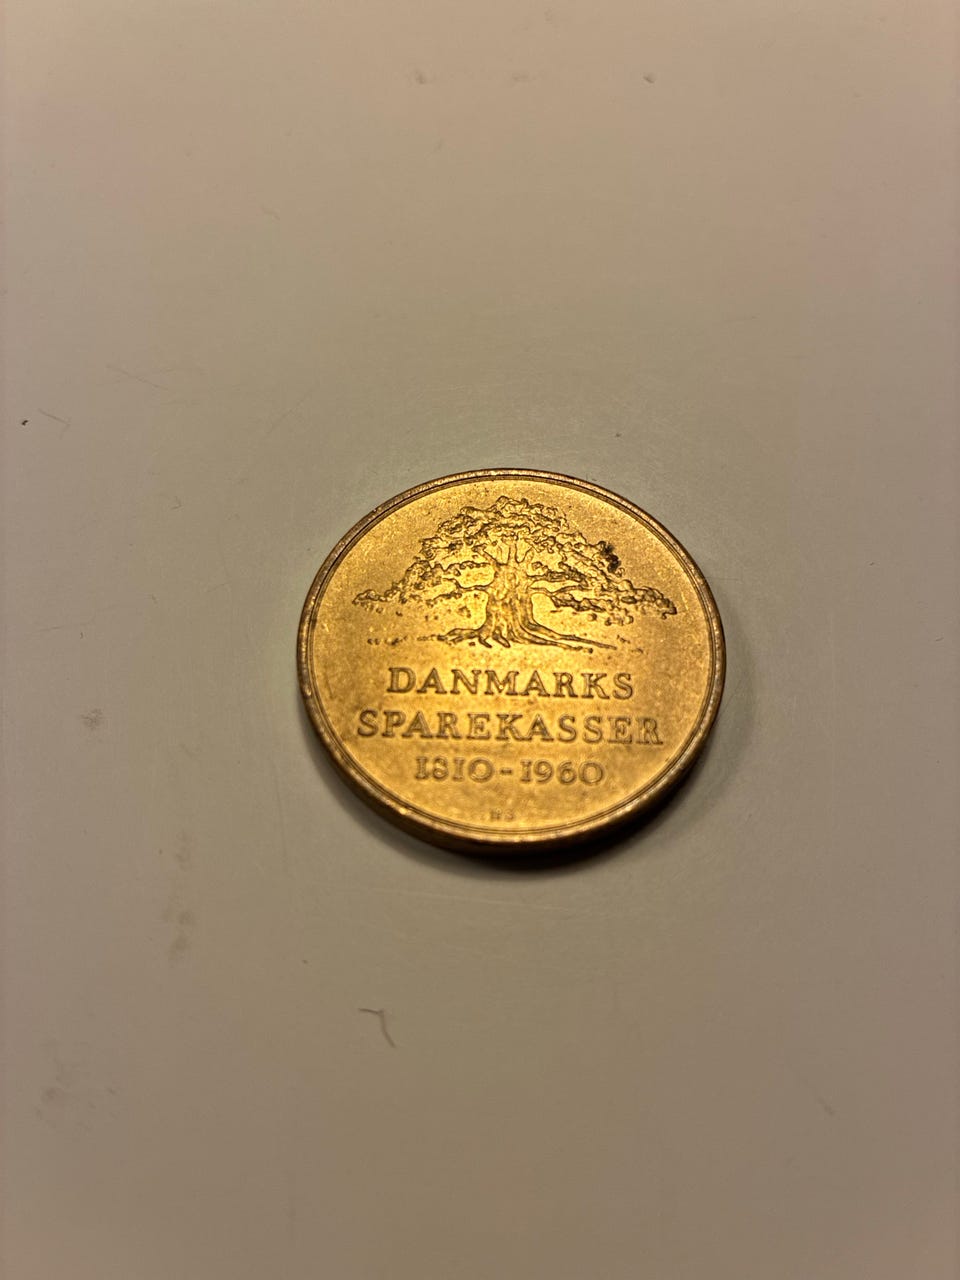 DANMARKS
SPAREKASSER
1810-1960